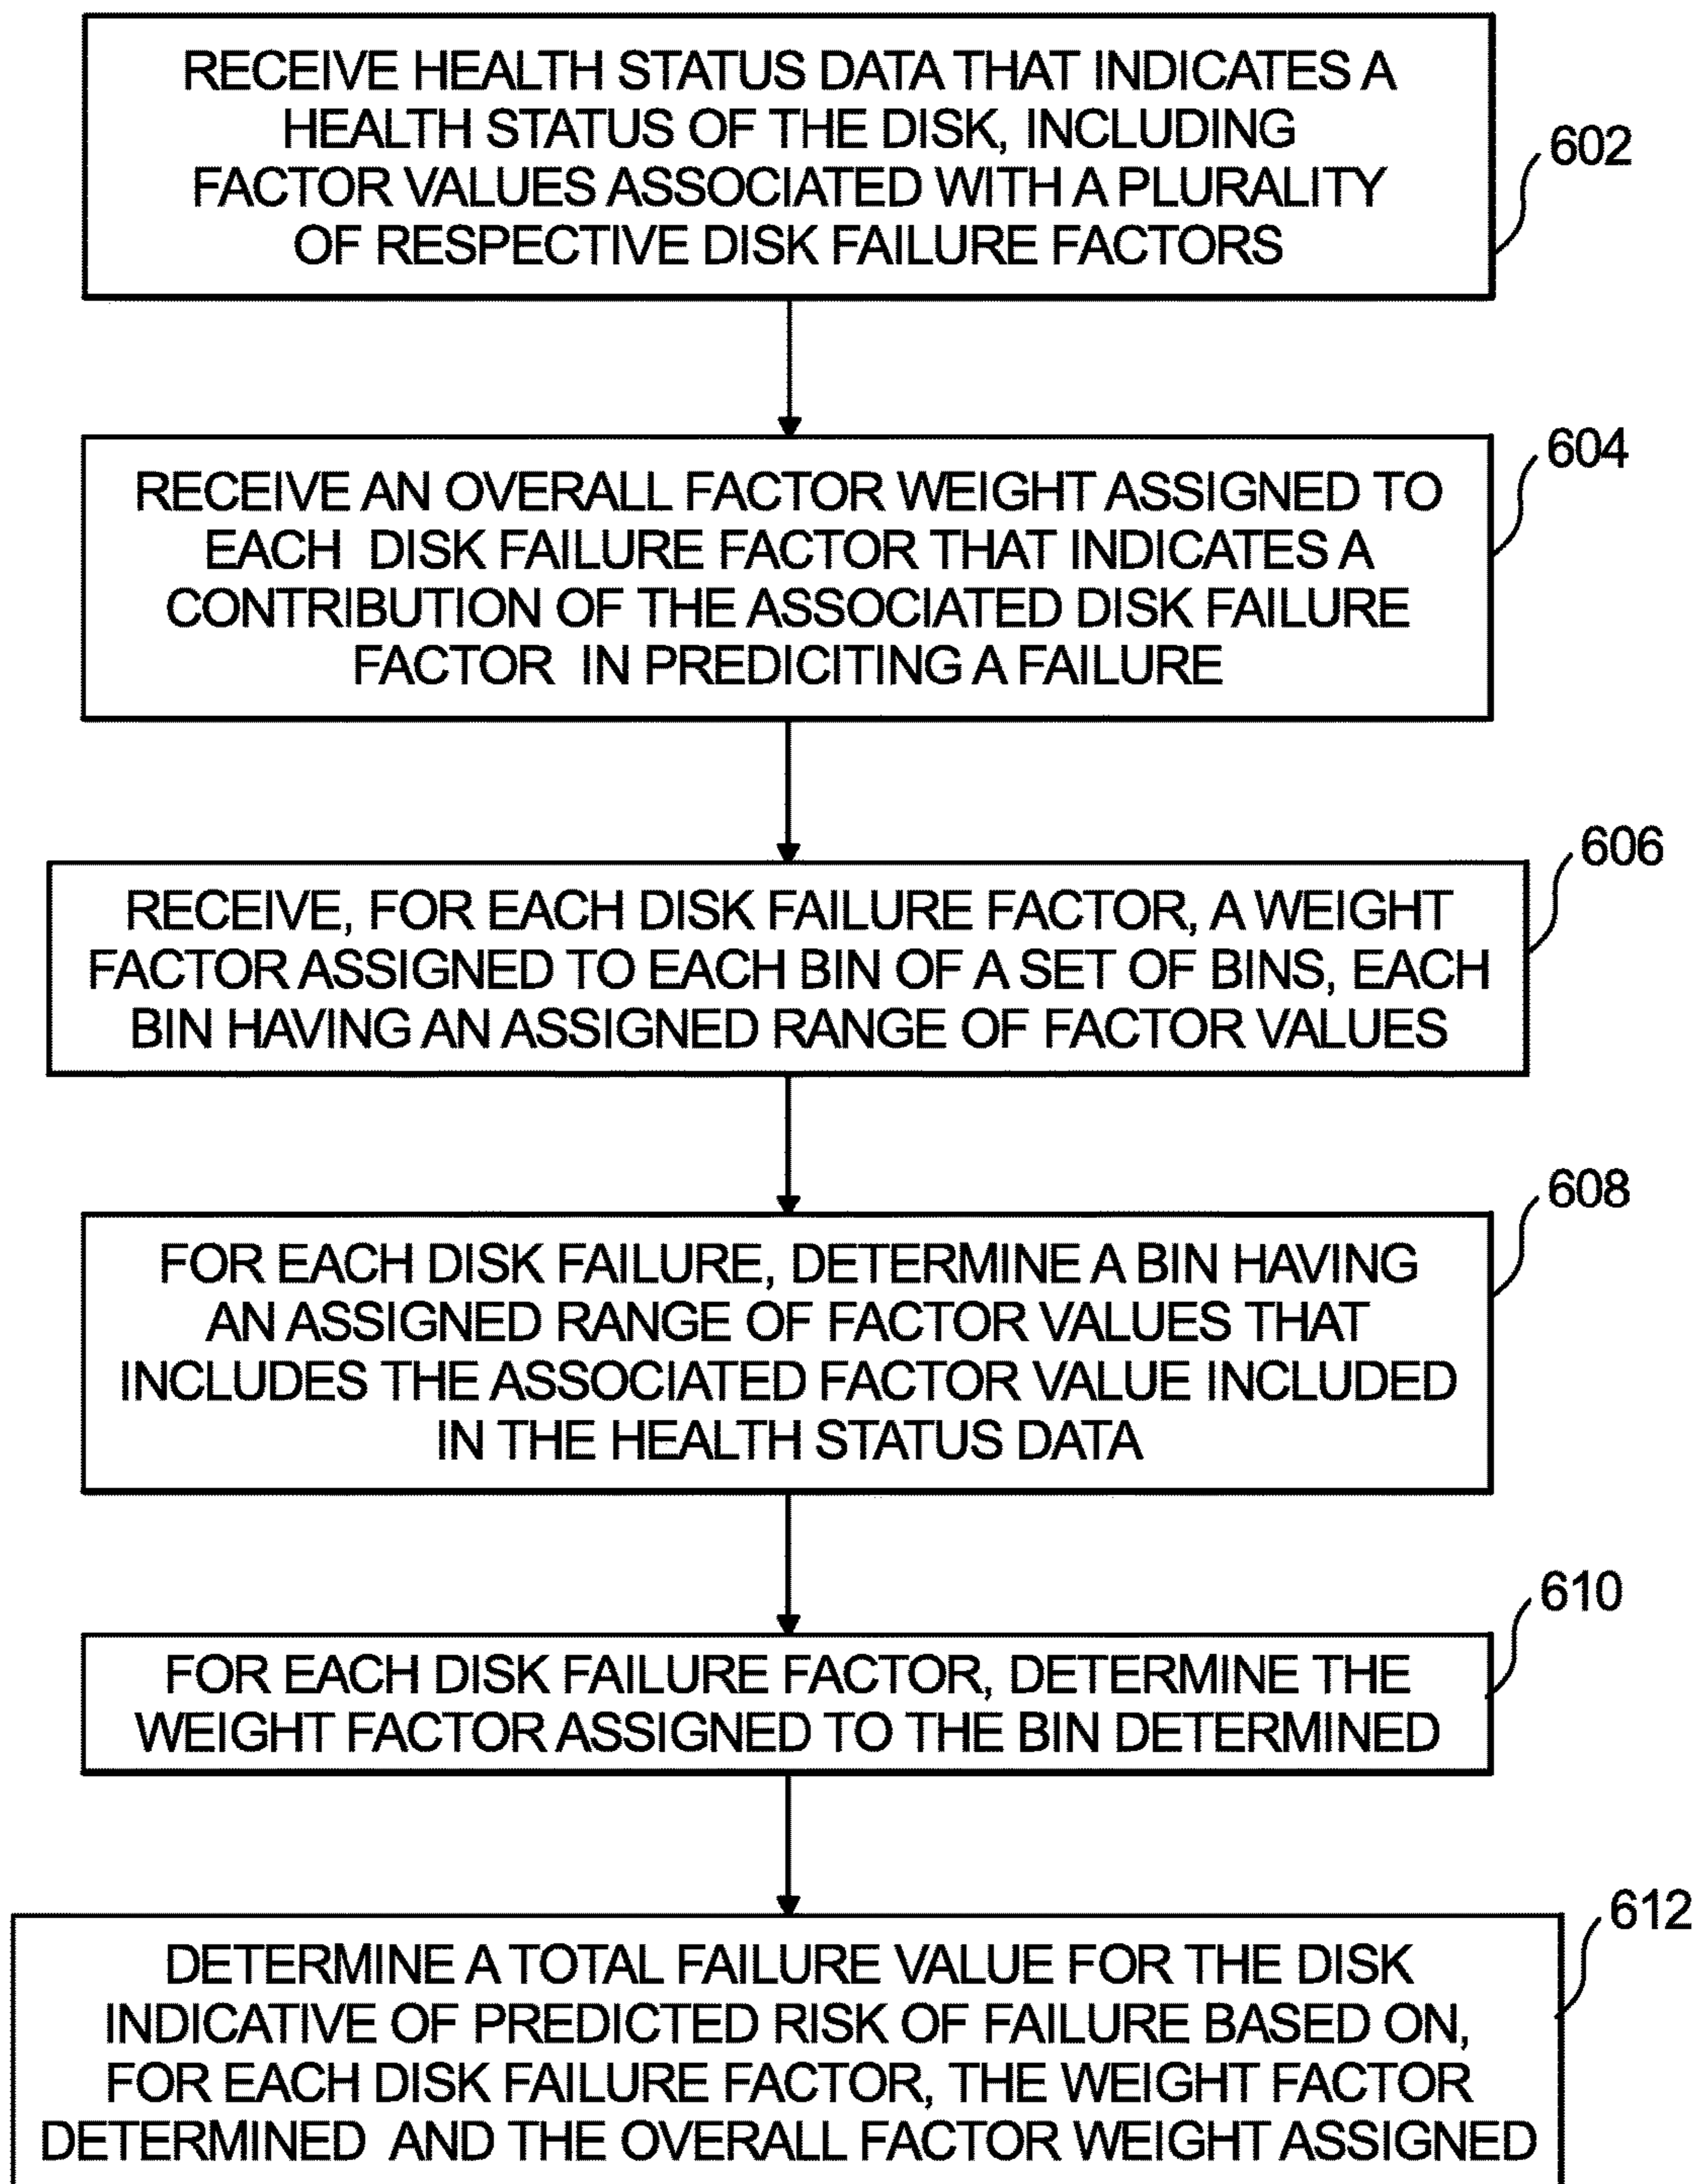 RECEIVE HEALTH STATUS DATA THAT INDICATES A
HEALTH STATUS OF THE DISK, INCLUDING
FACTOR VALUES ASSOCIATED WITH A PLURALITY
OF RESPECTIVE DISK FAILURE FACTORS
602
RECEIVE AN OVERALL FACTOR WEIGHT ASSIGNED TO
EACH DISK FAILURE FACTOR THAT INDICATES A
CONTRIBUTION OF THE ASSOCIATED DISK FAILURE
FACTOR IN PREDICITING A FAILURE
604
RECEIVE, FOR EACH DISK FAILURE FACTOR, A WEIGHT
FACTOR ASSIGNED TO EACH BIN OF A SET OF BINS, EACH
BIN HAVING AN ASSIGNED RANGE OF FACTOR VALUES
606
FOR EACH DISK FAILURE, DETERMINE A BIN HAVING
AN ASSIGNED RANGE OF FACTOR VALUES THAT
INCLUDES THE ASSOCIATED FACTOR VALUE INCLUDED
IN THE HEALTH STATUS DATA
608
FOR EACH DISK FAILURE FACTOR, DETERMINE THE
WEIGHT FACTOR ASSIGNED TO THE BIN DETERMINED
610
DETERMINE A TOTAL FAILURE VALUE FOR THE DISK
INDICATIVE OF PREDICTED RISK OF FAILURE BASED ON,
FOR EACH DISK FAILURE FACTOR, THE WEIGHT FACTOR
DETERMINED AND THE OVERALL FACTOR WEIGHT ASSIGNED
612